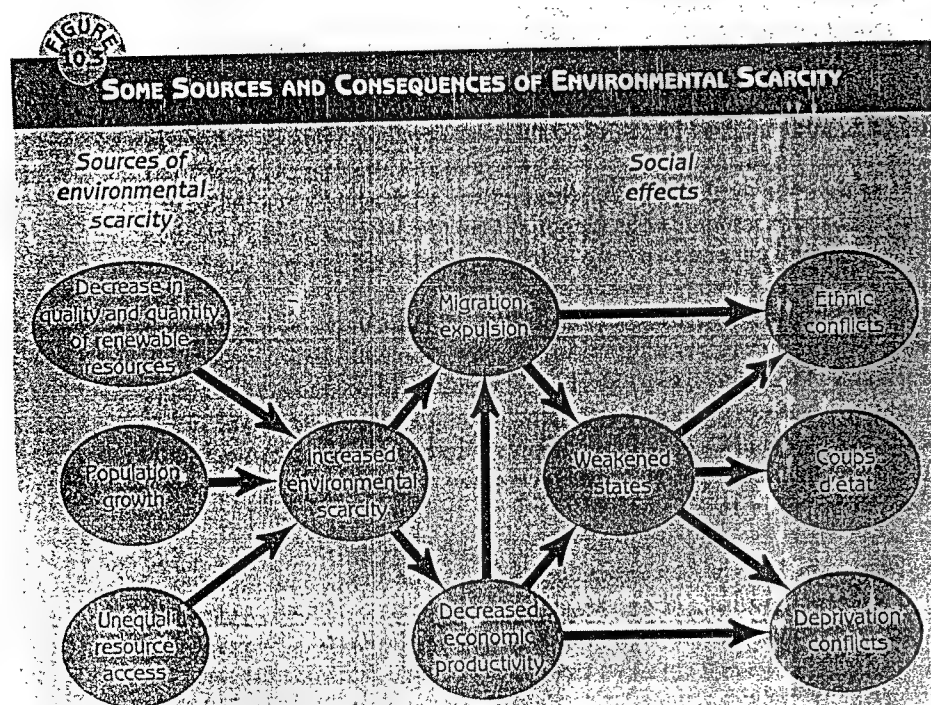 FIGURE
10.5
SOME SOURCES AND CONSEQUENCES OF ENVIRONMENTAL SCARCITY
Sources of
environmental
scarcity
Social
effects
Decrease in
quality and quantity
of renewable
resources
Migration,
expulsion
Ethnic
conflicts
Population
growth
Increased
environmental
scarcity
Weakened
states
Coups
d'état
Unequal
resource
access
Decreased
economic
productivity
Deprivation
conflicts